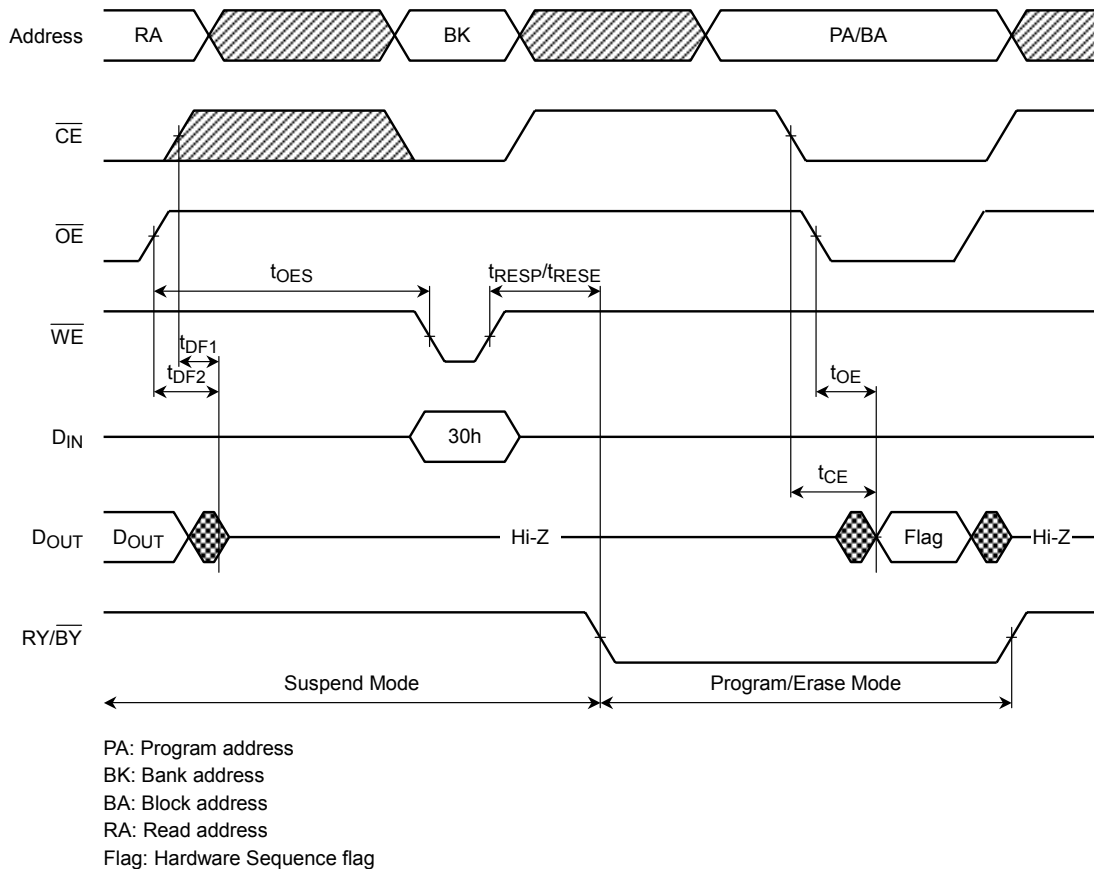 Address RA BK PA/BA
CE
OE
tOES tRESP/tRESE
WE
tDF1
tDF2 tOE
DIN 30h
tCE
DOUT DOUT Hi-Z Flag Hi-Z
RY/BY
Suspend Mode Program/Erase Mode
PA: Program address
BK: Bank address
BA: Block address
RA: Read address
Flag: Hardware Sequence flag